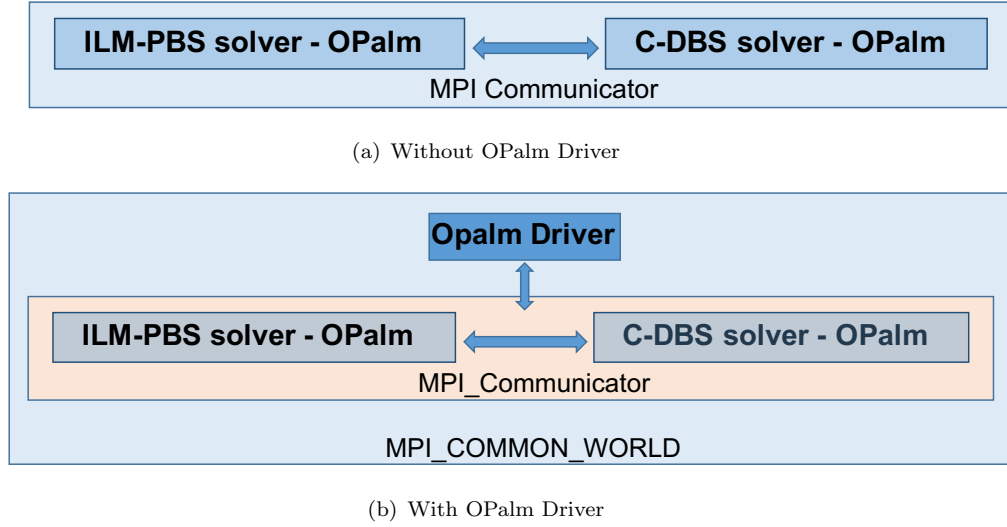 ILM-PBS solver - OPalm
C-DBS solver - OPalm
MPI Communicator
(a) Without OPalm Driver
Opalm Driver
ILM-PBS solver - OPalm
C-DBS solver - OPalm
MPI_Communicator
MPI_COMMON_WORLD
(b) With OPalm Driver